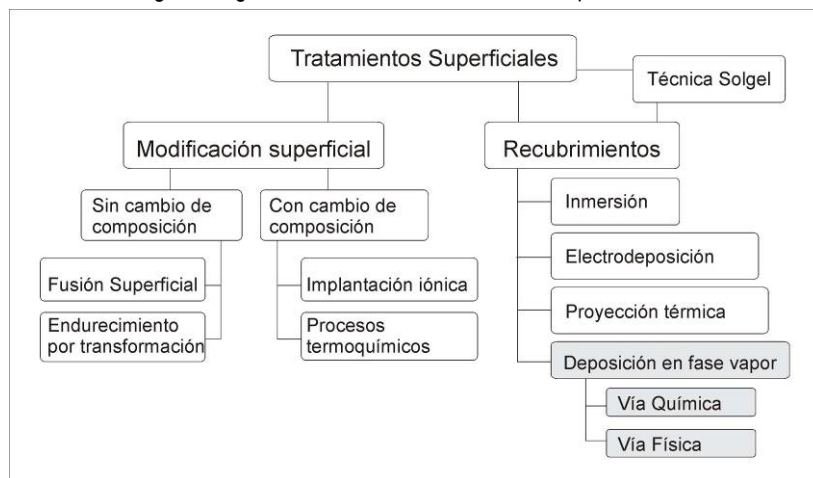 Tratamientos Superficiales
Técnica Solgel
Modificación superficial
Recubrimientos
Sin cambio de
composición
Con cambio de
composición
Inmersión
Fusión Superficial
Implantación iónica
Electrodeposición
Endurecimiento
por transformación
Procesos
termoquímicos
Proyección térmica
Deposición en fase vapor
Vía Química
Vía Física